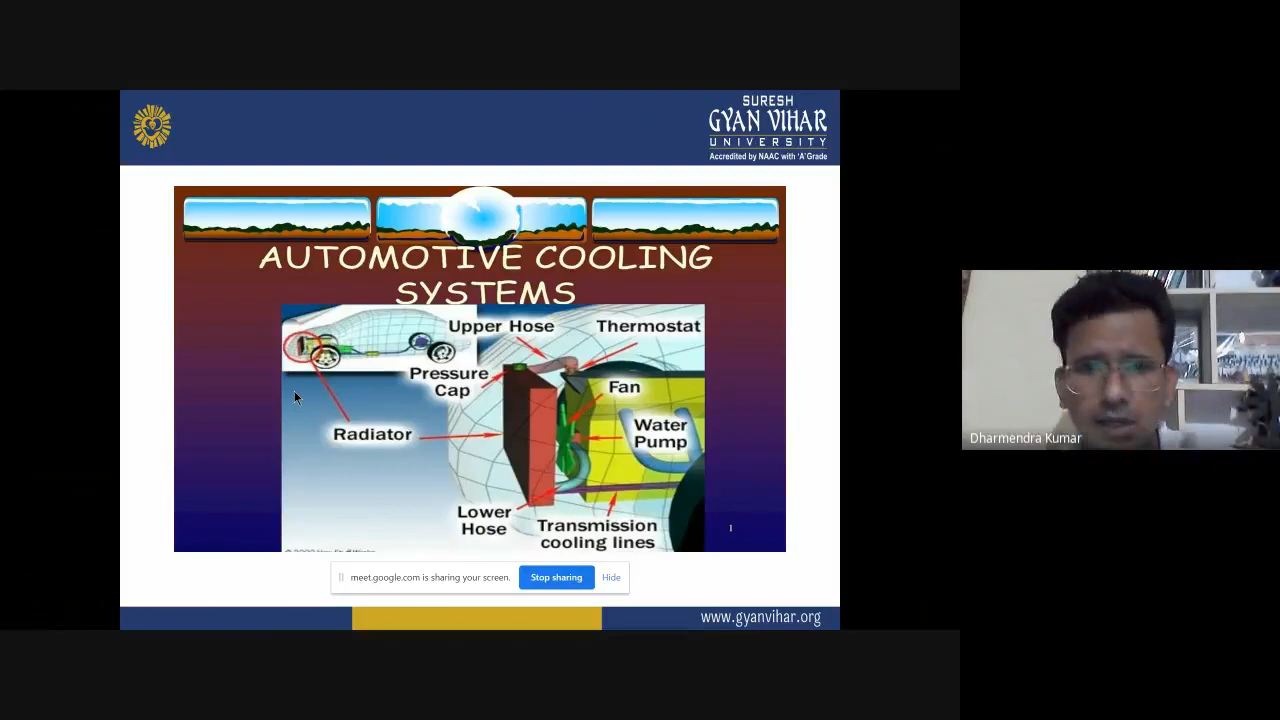 SURESH
GYAN VIHAR
UNIVERSITY
Accredited by NAAC with 'A' Grade
AUTOMOTIVE COOLING
SYSTEMS
Upper Hose
Thermostat
Pressure
Cap
Fan
Radiator
Water
Pump
Lower
Hose
Transmission
cooling lines
1
meet.google.com is sharing your screen.
Stop sharing
Hide
www.gyanvihar.org
Dharmendra Kumar